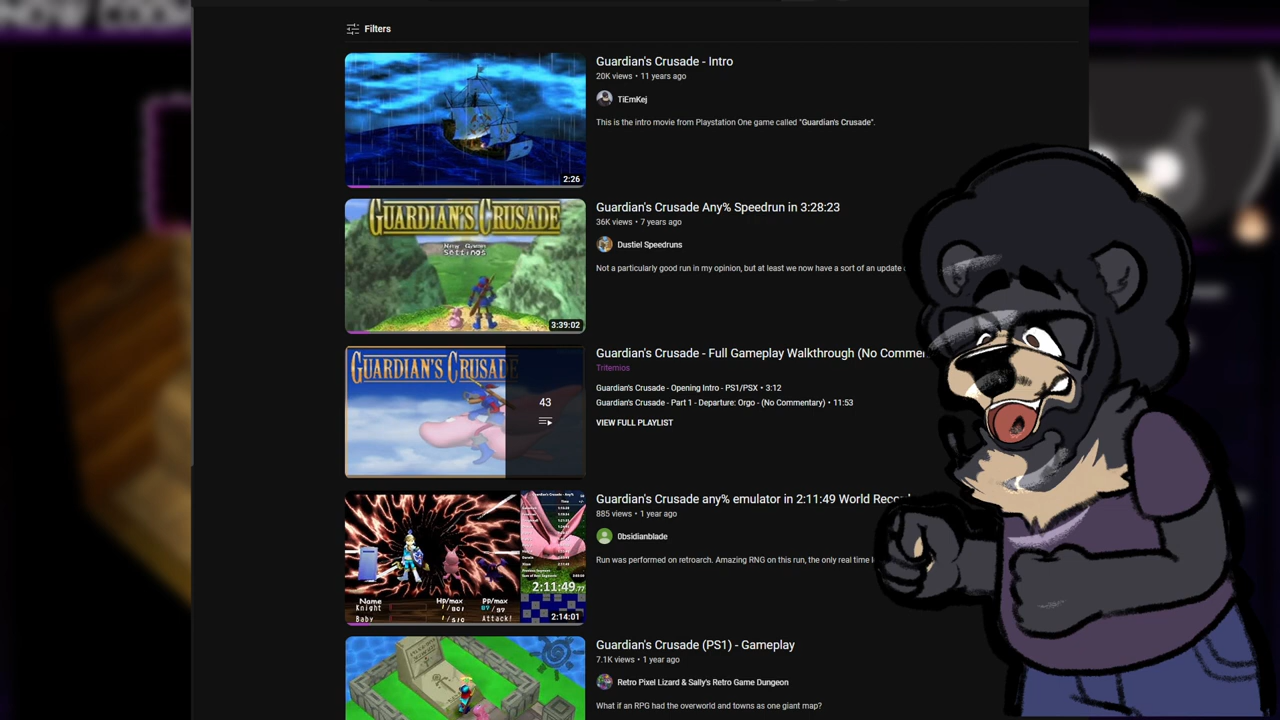 Filters
Guardian's Crusade - Intro
20K views • 11 years ago
TiEmKej
This is the intro movie from Playstation One game called "Guardian's Crusade".
2:26
GUARDIAN'S CRUSADE
New Game
Settings
3:39:02
Guardian's Crusade Any% Speedrun in 3:28:23
36K views • 7 years ago
Dustiel Speedruns
Not a particularly good run in my opinion, but at least we now have a sort of an update
GUARDIAN'S CRUSADE
43
Guardian's Crusade - Full Gameplay Walkthrough (No Commen
Tritemios
Guardian's Crusade - Opening Intro - PS1/PSX • 3:12
Guardian's Crusade - Part 1 - Departure: Orgo - (No Commentary) • 11:53
VIEW FULL PLAYLIST
Name HP/max PP/max
Knight
Baby Attack!
2:11:49
2:14:01
Guardian's Crusade any% emulator in 2:11:49 World Reco
885 views • 1 year ago
0bsidianblade
Run was performed on retroarch. Amazing RNG on this run, the only real time
Guardian's Crusade (PS1) - Gameplay
7.1K views • 1 year ago
Retro Pixel Lizard & Sally's Retro Game Dungeon
What if an RPG had the overworld and towns as one giant map?